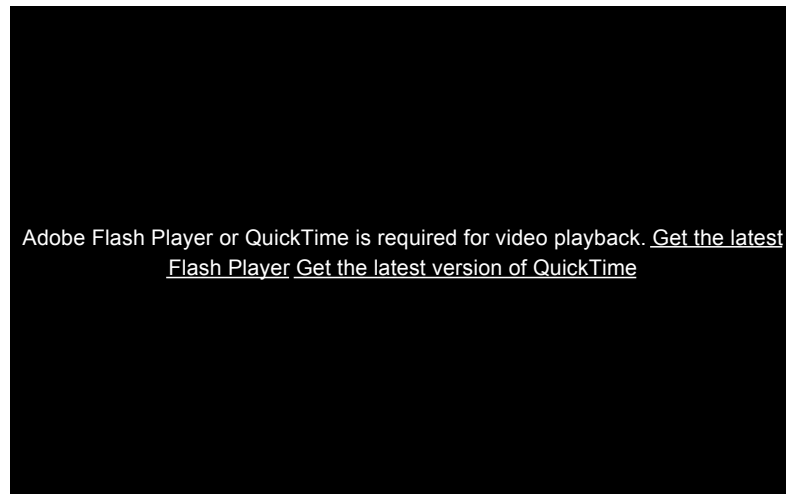 Adobe Flash Player or QuickTime is required for video playback. Get the latest
Flash Player Get the latest version of QuickTime